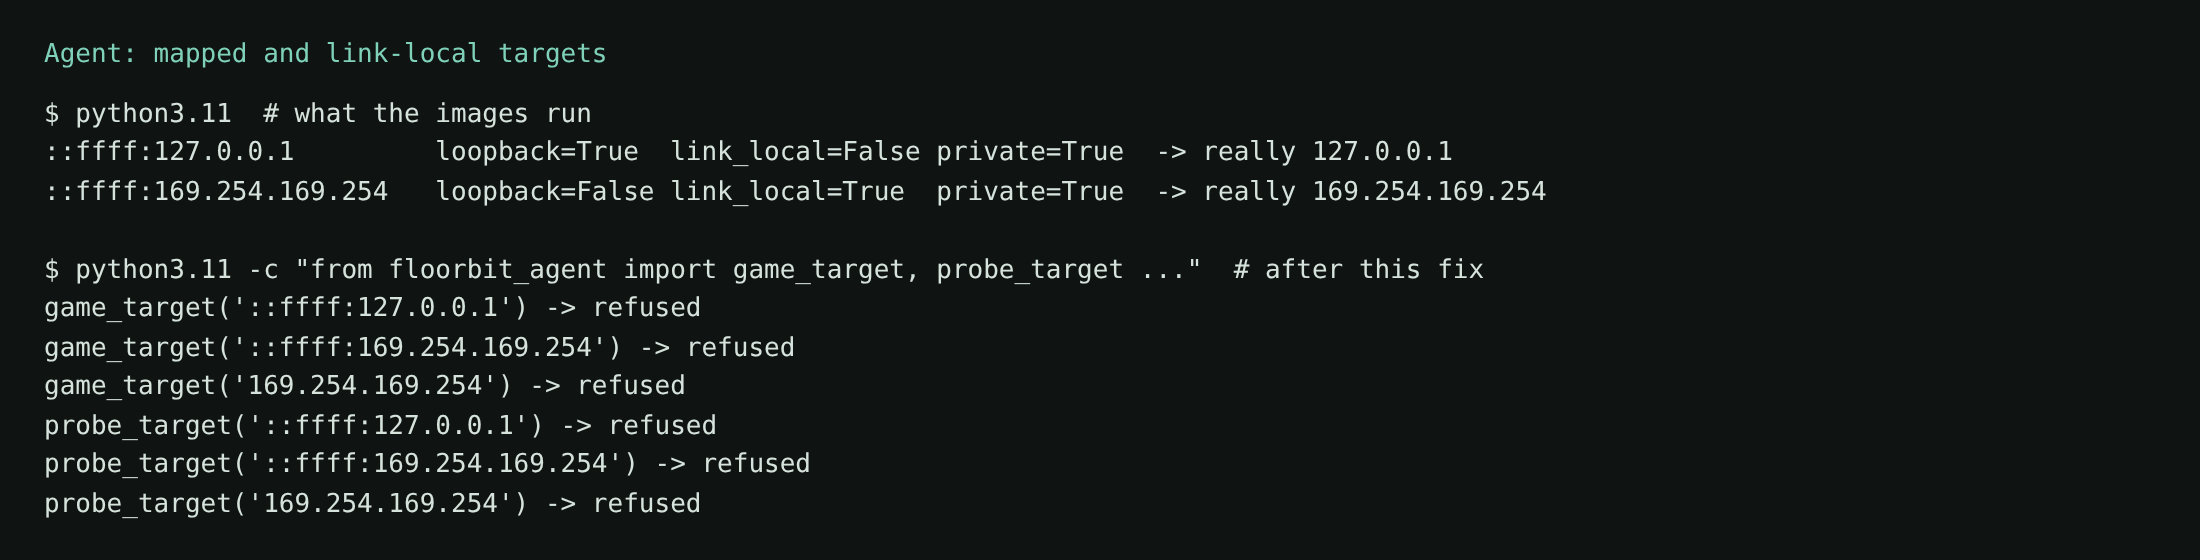 Agent: mapped and link-local targets
$ python3.11  # what the images run
::ffff:127.0.0.1         loopback=True  link_local=False private=True  -> really 127.0.0.1
::ffff:169.254.169.254   loopback=False link_local=True  private=True  -> really 169.254.169.254
$ python3.11 -c "from floorbit_agent import game_target, probe_target ..."  # after this fix
game_target('::ffff:127.0.0.1') -> refused
game_target('::ffff:169.254.169.254') -> refused
game_target('169.254.169.254') -> refused
probe_target('::ffff:127.0.0.1') -> refused
probe_target('::ffff:169.254.169.254') -> refused
probe_target('169.254.169.254') -> refused